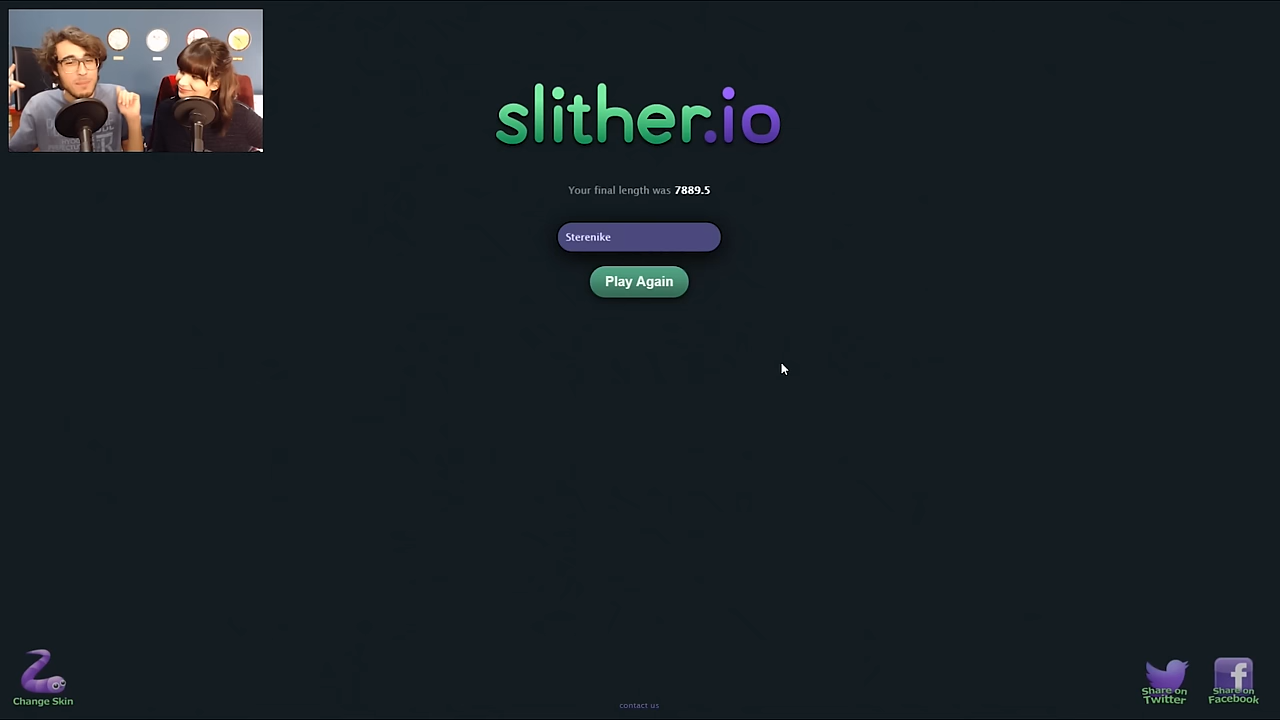 slither.io
Your final length was 7889.5
Sterenike
Play Again
Change Skin
contact us
Share on
Twitter
Share on
Facebook